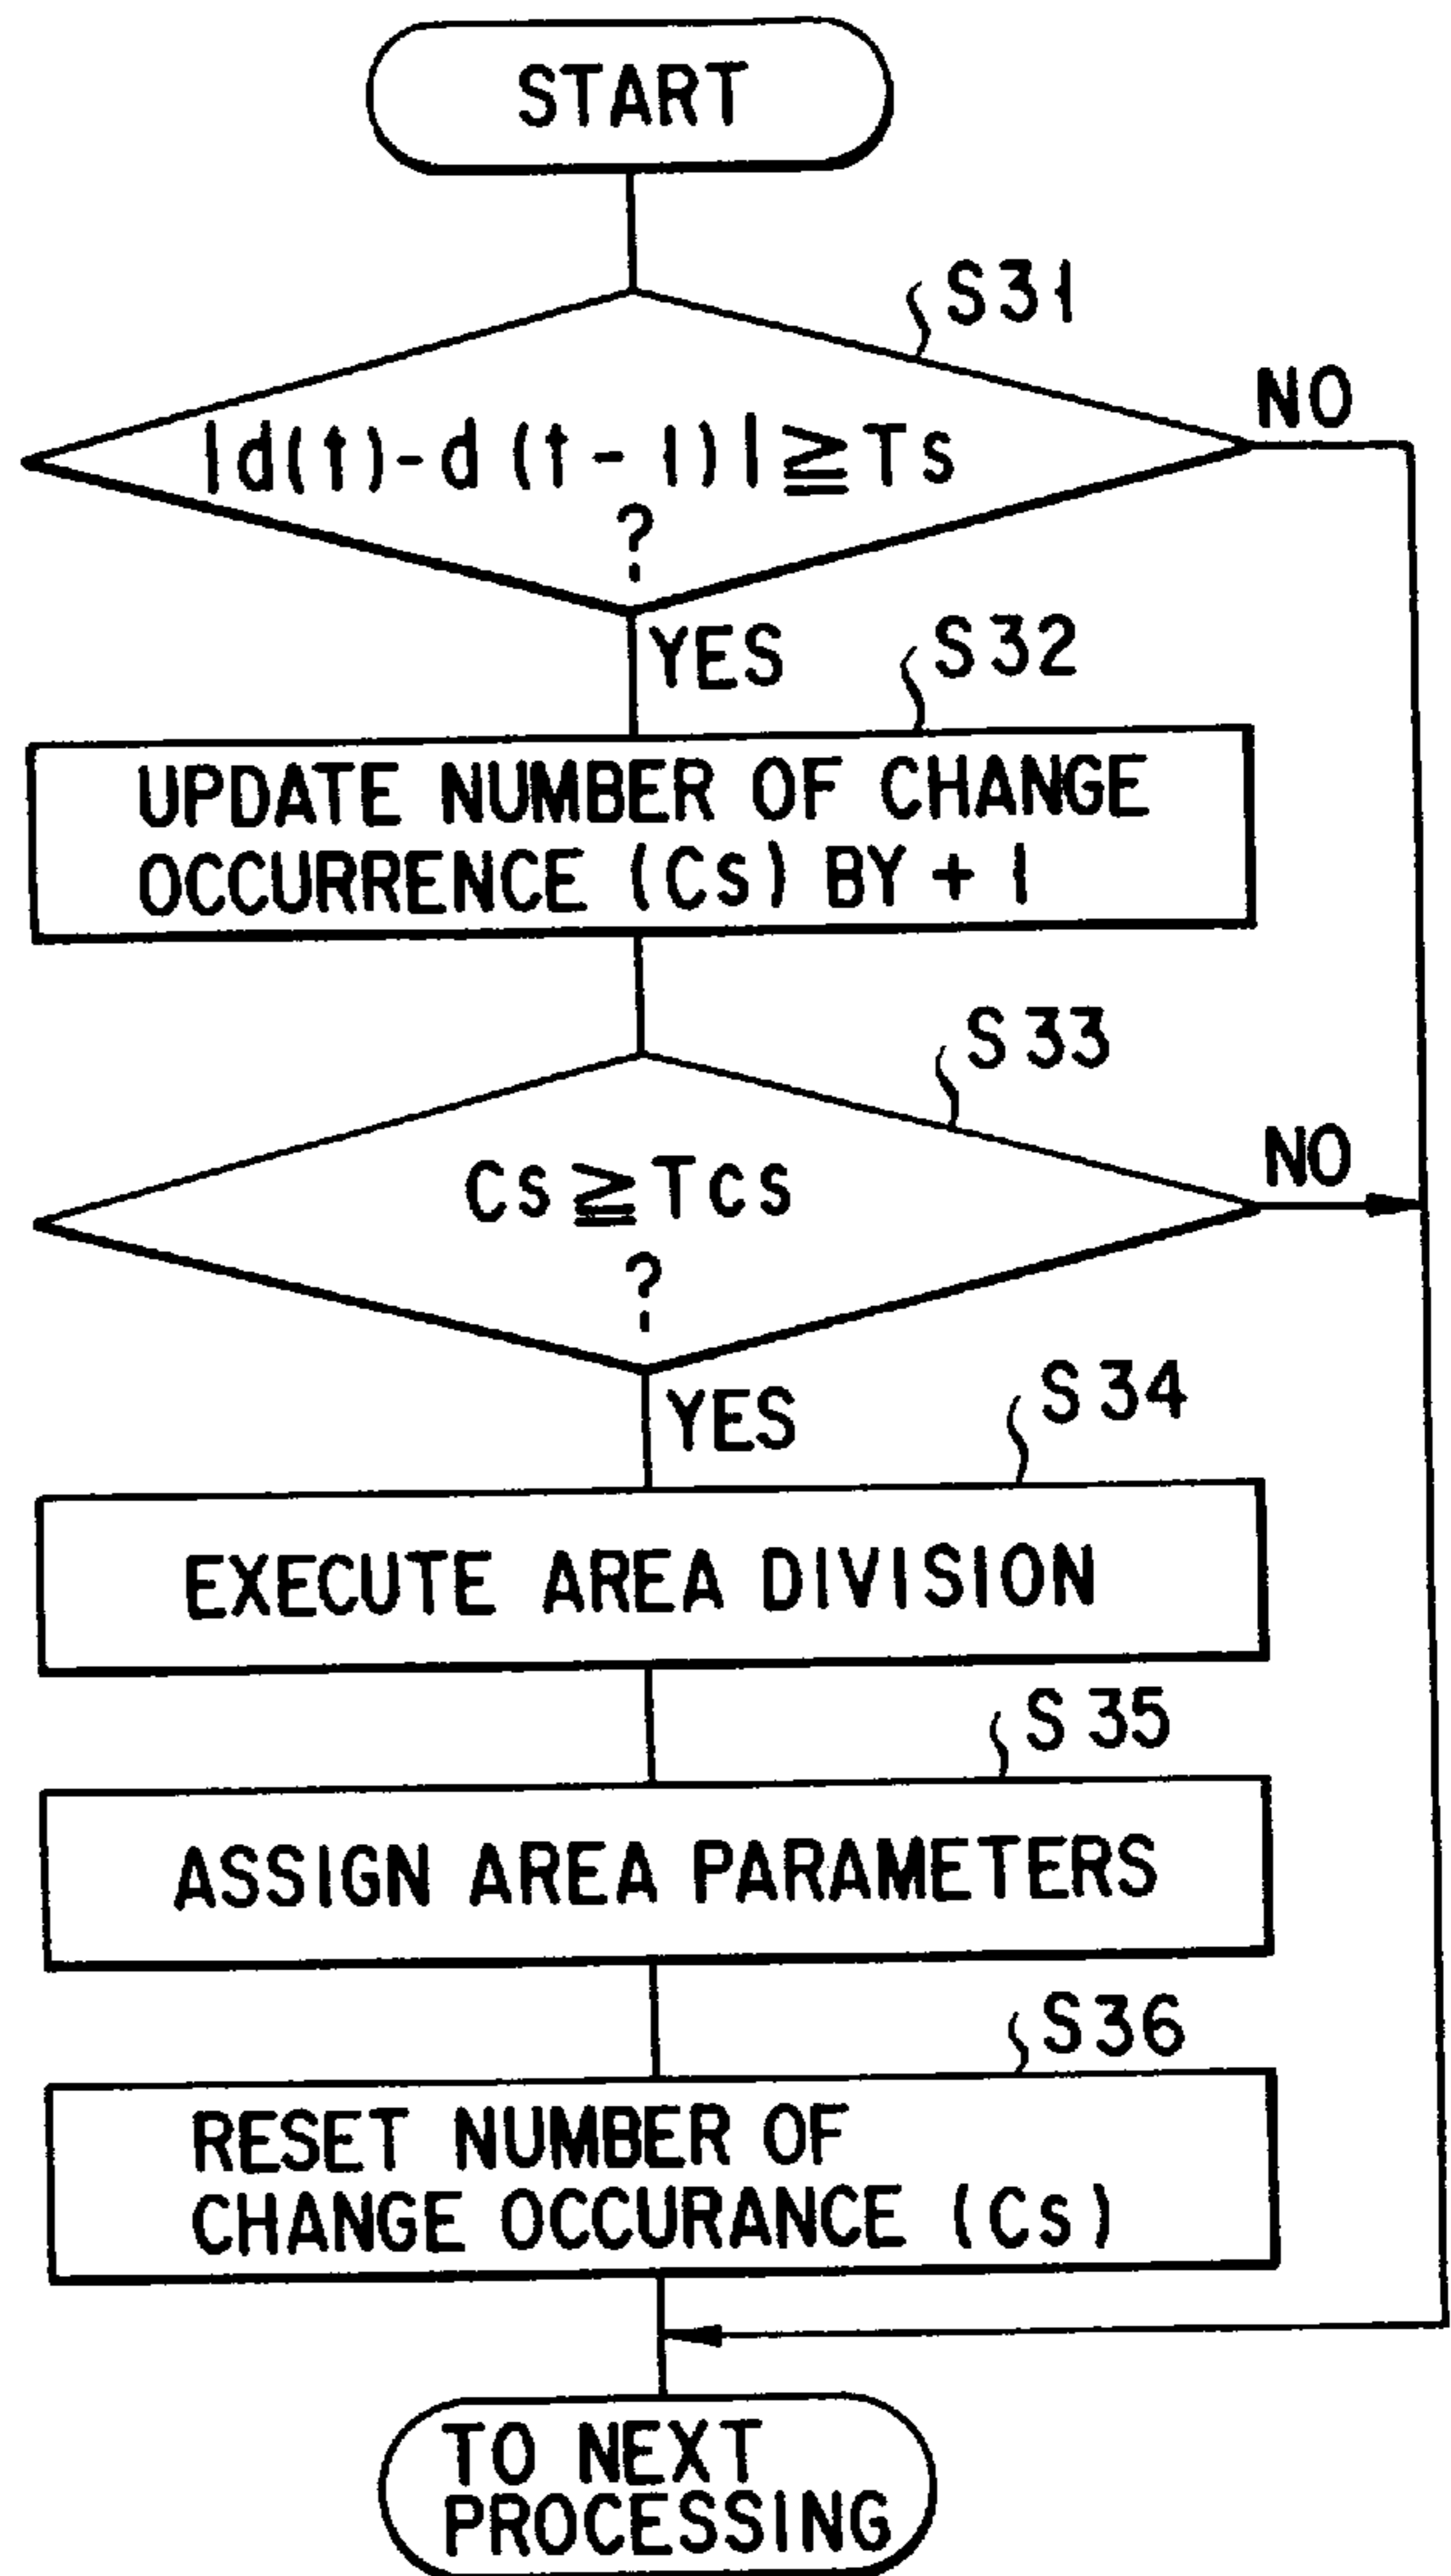 START
S31
|d(t)-d(t-1)|≧Ts
?
NO
YES
S32
UPDATE NUMBER OF CHANGE
OCCURRENCE (Cs) BY + 1
S33
Cs≧Tcs
?
NO
YES
S34
EXECUTE AREA DIVISION
S35
ASSIGN AREA PARAMETERS
S36
RESET NUMBER OF
CHANGE OCCURANCE (Cs)
TO NEXT
PROCESSING